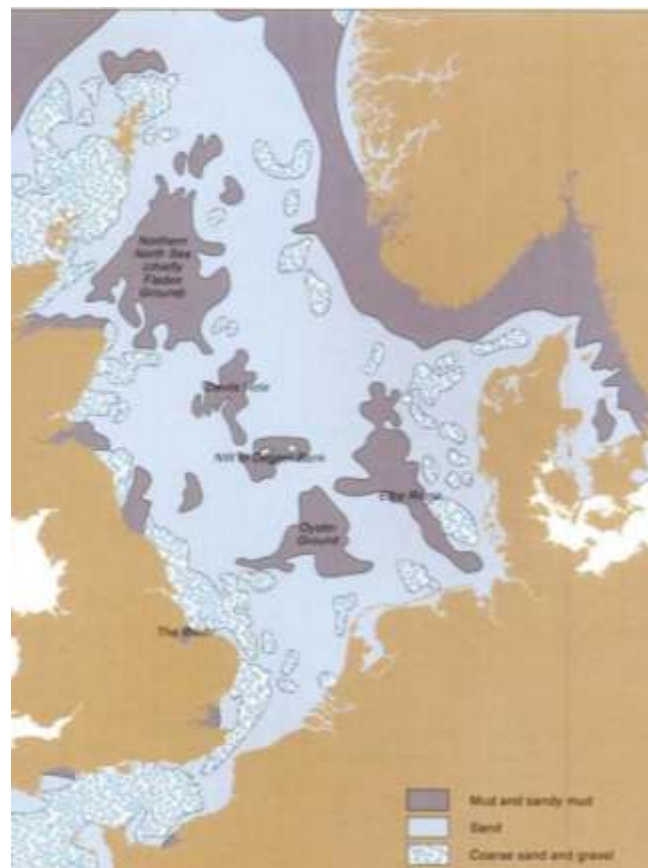 Northern
North Sea
(chiefly
Fladen
Ground)
Devils Hole
Elbe
Oyster
Ground
The
Mud and sandy mud
Sand
Coarse sand and gravel